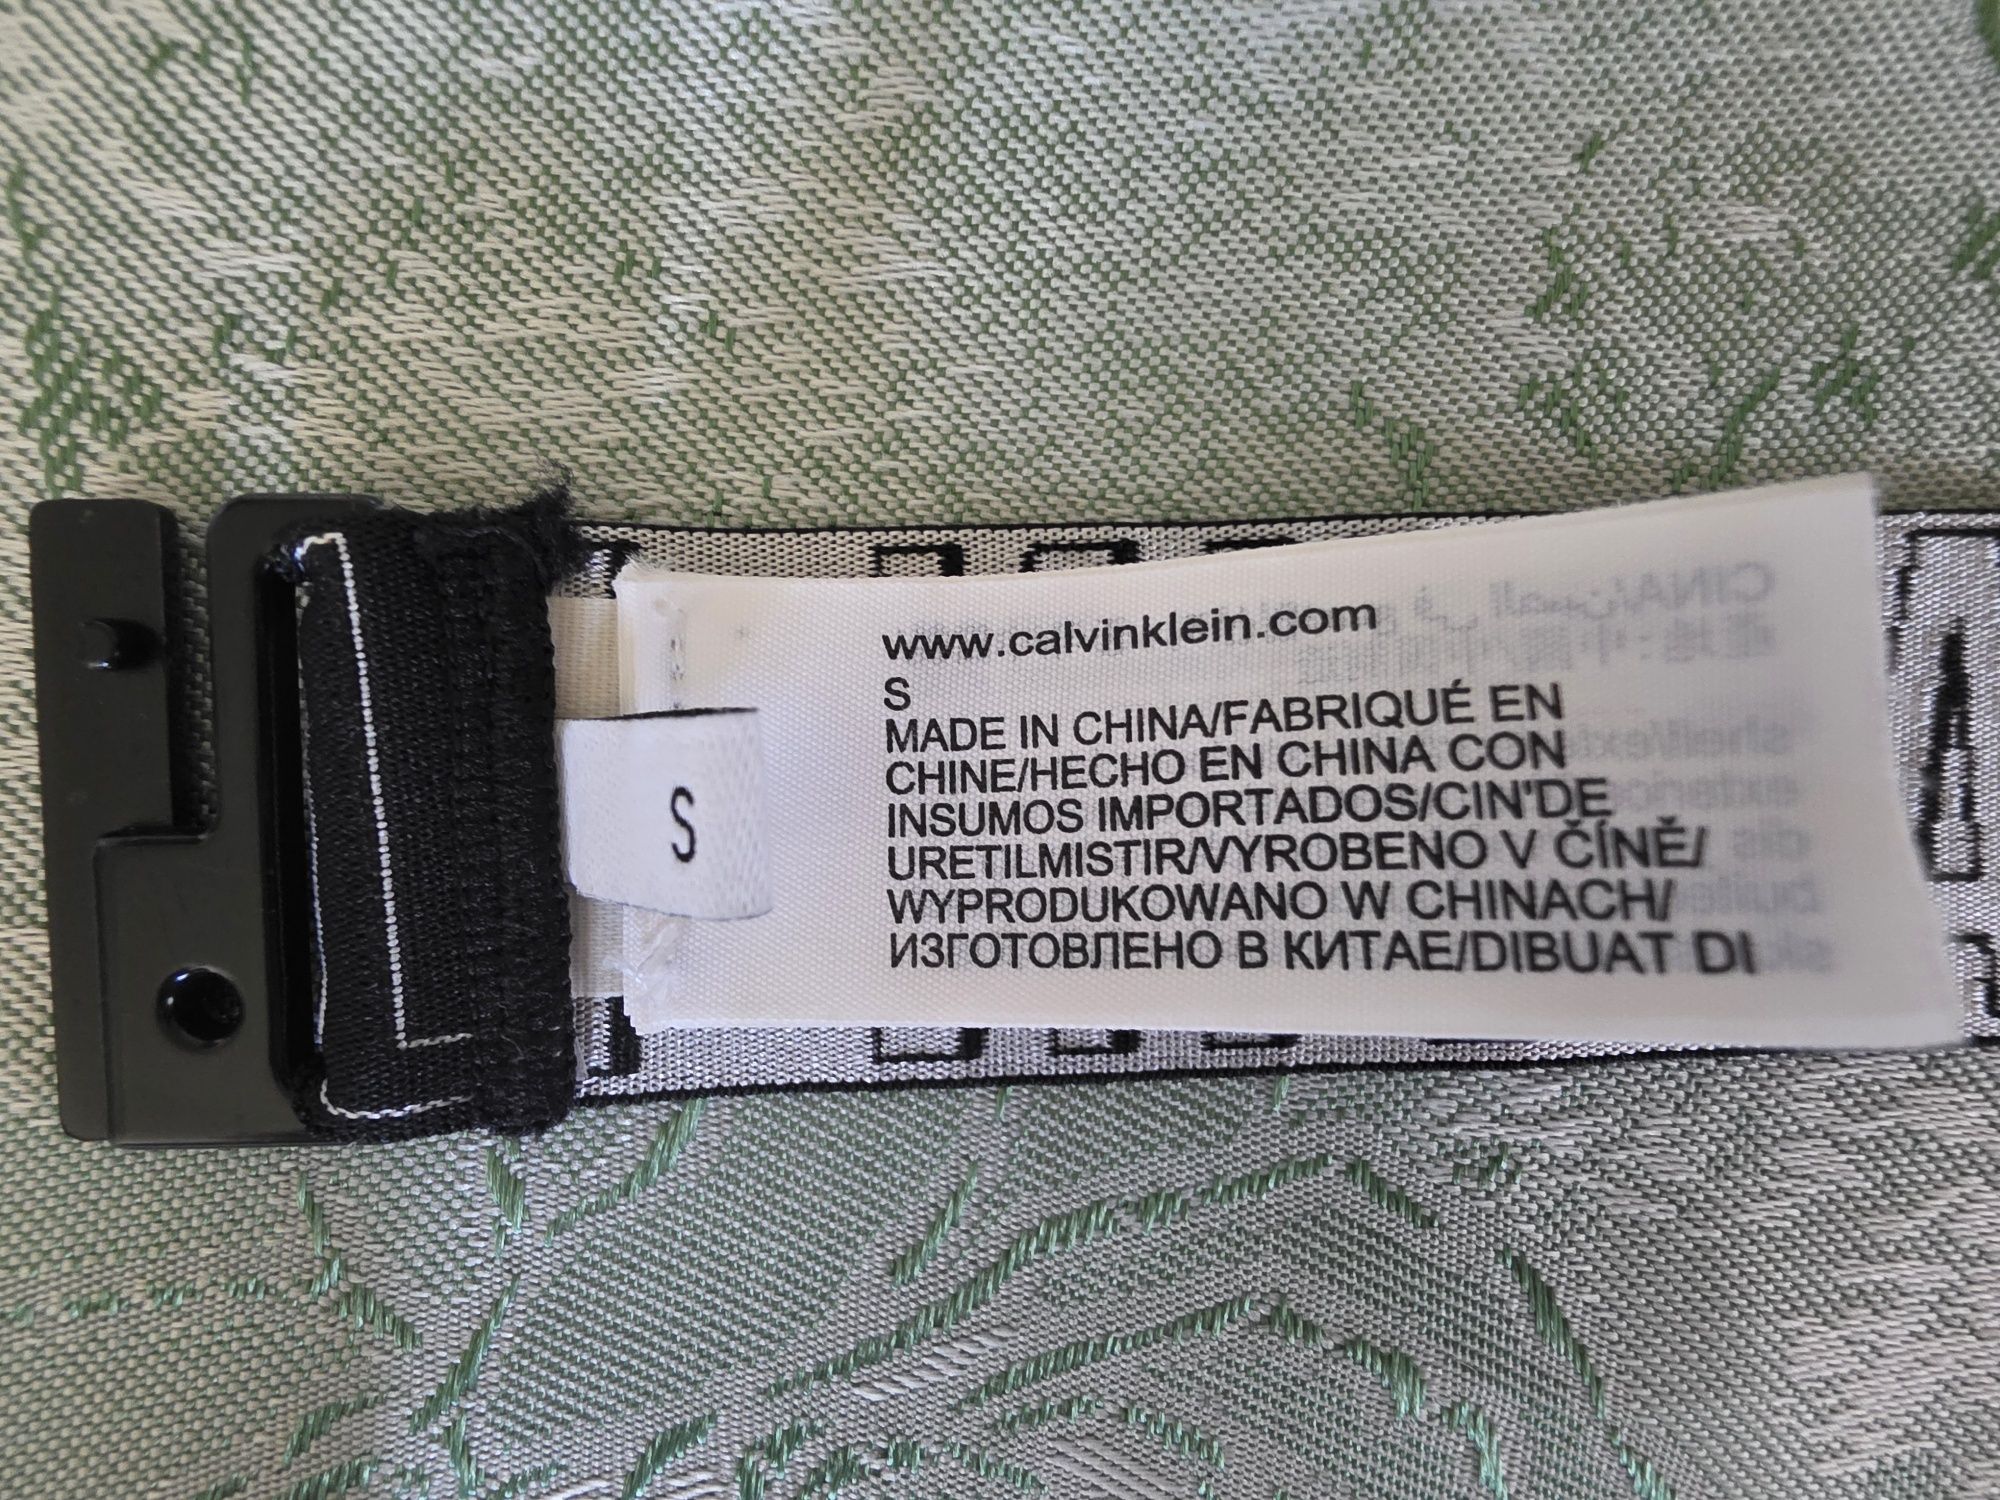 www.calvinklein.com
S
MADE IN CHINA/FABRIQUÉ EN
CHINE/HECHO EN CHINA CON
INSUMOS IMPORTADOS/CIN'DE
URETILMISTIR/VYROBENO V ČÍNĚ/
WYPRODUKOWANO W CHINACH/
ИЗГОТОВЛЕНО В КИТАЕ/DIBUAT DI
S